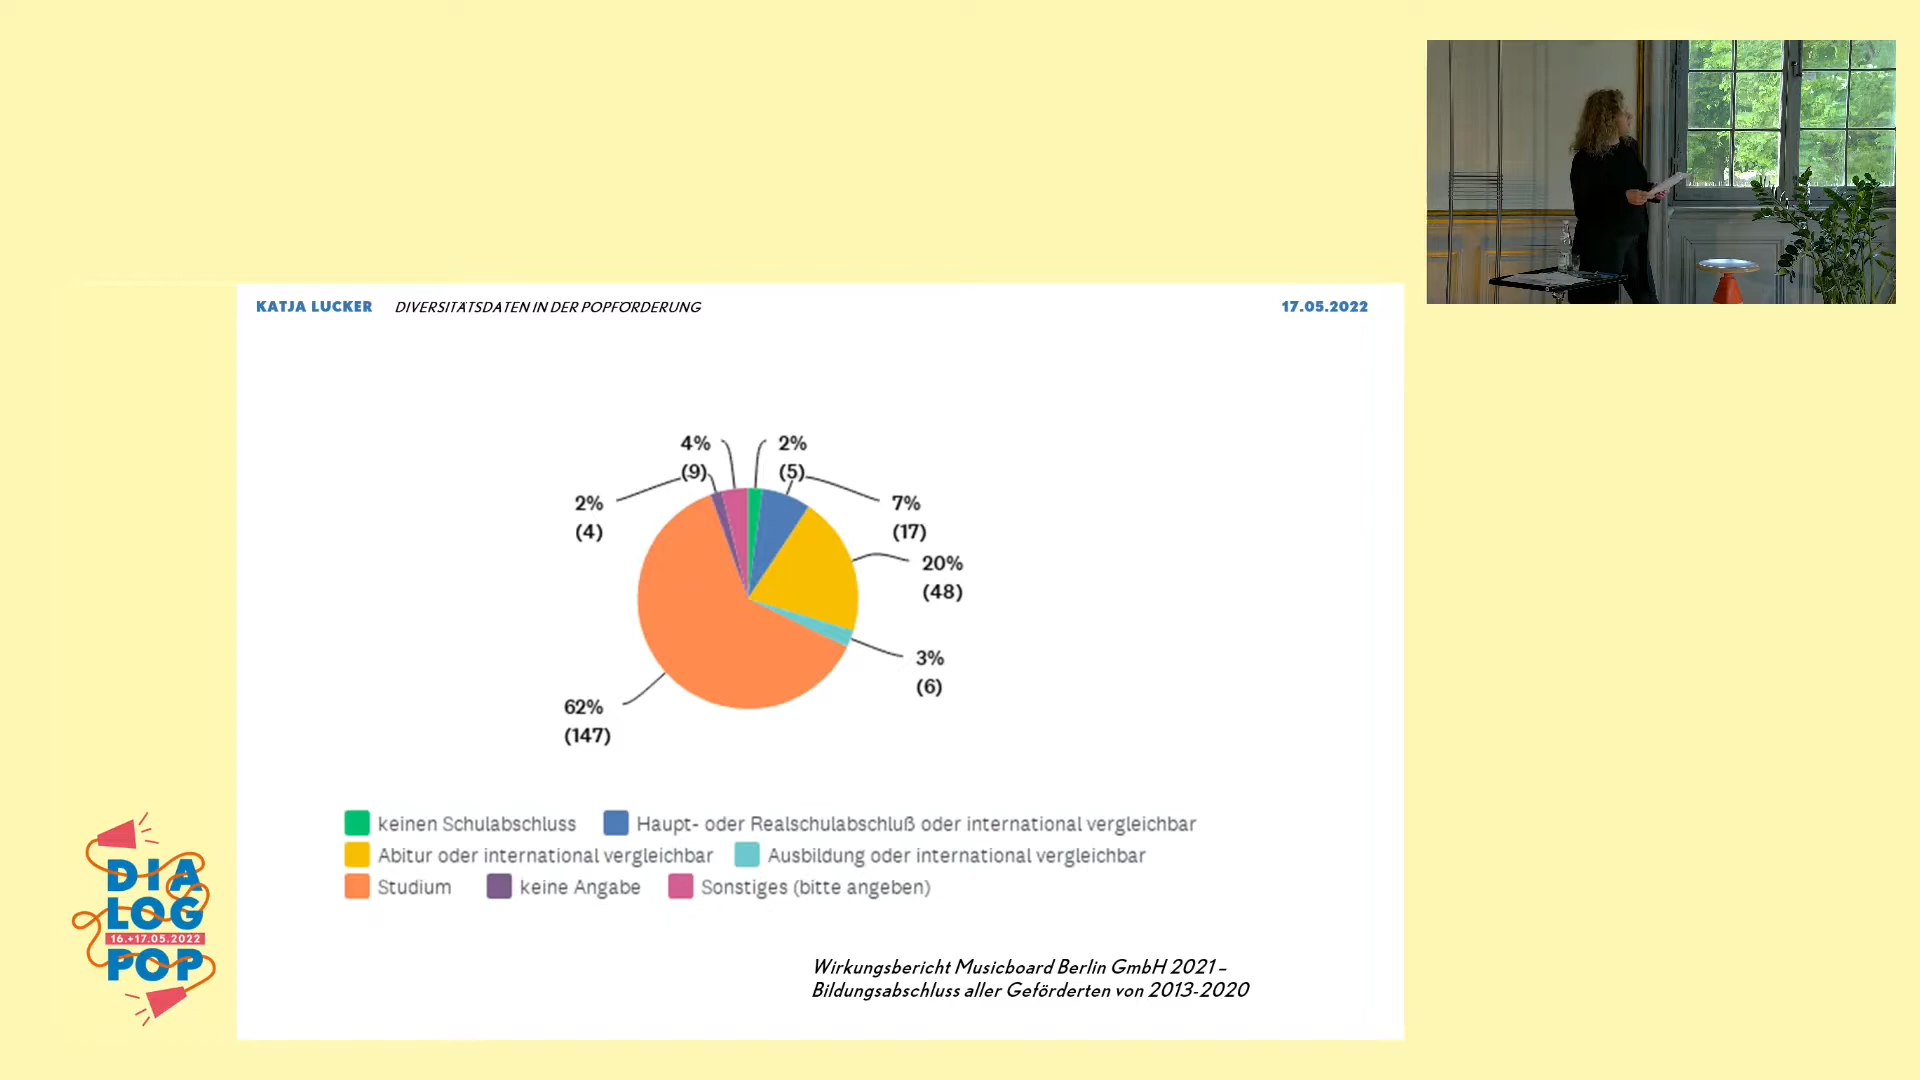 KATJA LUCKER DIVERSITÄTSDATEN IN DER POPFÖRDERUNG 17.05.2022
4%
(9)
2%
(5)
2%
(4)
7%
(17)
20%
(48)
3%
(6)
62%
(147)
keinen Schulabschluss Haupt- oder Realschulabschluß oder international vergleichbar
Abitur oder international vergleichbar Ausbildung oder international vergleichbar
Studium keine Angabe Sonstiges (bitte angeben)
Wirkungsbericht Musicboard Berlin GmbH 2021 –
Bildungsabschluss aller Geförderten von 2013-2020
DIA
LOG
16.+17.05.2022
POP